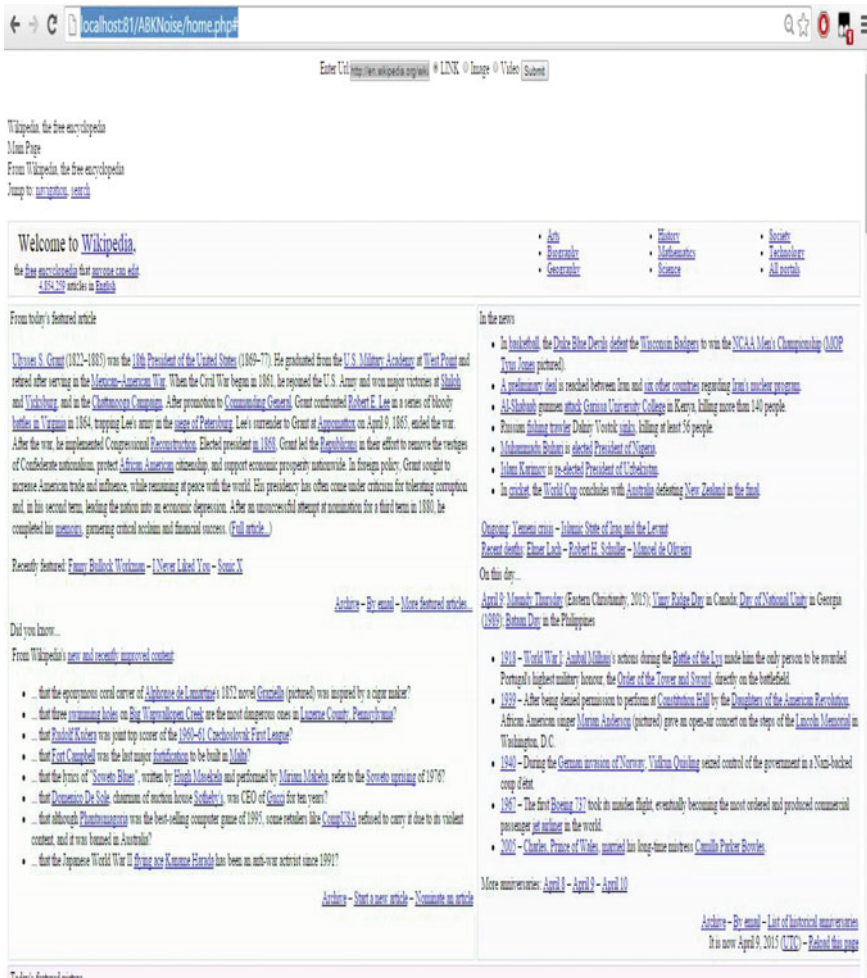 localhost:81/ABKNoise/home.php#
Enter Url http://en.wikipedia.org/wiki LINK Image Video Submit
Wikipedia, the free encyclopedia
Main Page
From Wikipedia, the free encyclopedia
Jump to: navigation, search
Welcome to Wikipedia,
the free encyclopedia that anyone can edit.
4,854,259 articles in English
• Arts
• Biography
• Geography
• History
• Mathematics
• Science
• Society
• Technology
• All portals
From today's featured article
Ulysses S. Grant (1822–1885) was the 18th President of the United States (1869–77). He graduated from the U.S. Military Academy at West Point and
retired after serving in the Mexican–American War. When the Civil War began in 1861, he rejoined the U.S. Army and won major victories at Shiloh
and Vicksburg, and in the Chattanooga Campaign. After promotion to Commanding General, Grant confronted Robert E. Lee in a series of bloody
battles in Virginia in 1864, trapping Lee's army in the siege of Petersburg. Lee's surrender to Grant at Appomattox on April 9, 1865, ended the war.
After the war, he implemented Congressional Reconstruction. Elected president in 1868, Grant led the Republicans in their effort to remove the vestiges
of Confederate nationalism, protect African American citizenship, and support economic prosperity nationwide. In foreign policy, Grant sought to
increase American trade and influence, while remaining at peace with the world. His presidency has often come under criticism for tolerating corruption
and, in his second term, leading the nation into an economic depression. After an unsuccessful attempt at nomination for a third term in 1880, he
completed his memoirs, garnering critical acclaim and financial success. (Full article...)
Recently featured: Fanny Bullock Workman – I Never Liked You – Sonic X
Archive – By email – More featured articles...
Did you know...
From Wikipedia's new and recently improved content:
• ... that the eponymous coral carver of Alphonse de Lamartine's 1852 novel Graziella (pictured) was inspired by a cigar maker?
• ... that three swimming holes on Big Wapwallopen Creek are the most dangerous ones in Luzerne County, Pennsylvania?
• ... that Rudolf Kučera was joint top scorer of the 1960–61 Czechoslovak First League?
• ... that Fort Campbell was the last major fortification to be built in Malta?
• ... that the lyrics of "Soweto Blues", written by Hugh Masekela and performed by Miriam Makeba, refer to the Soweto uprising of 1976?
• ... that Domenico De Sole, chairman of auction house Sotheby's, was CEO of Gucci for ten years?
• ... that although Phantasmagoria was the best-selling computer game of 1995, some retailers like CompUSA refused to carry it due to its violent
content, and it was banned in Australia?
• ... that the Japanese World War II flying ace Kaname Harada has been an anti-war activist since 1991?
Archive – Start a new article – Nominate an article
In the news
• In basketball, the Duke Blue Devils defeat the Wisconsin Badgers to win the NCAA Men's Championship (MOP
Tyus Jones pictured).
• A preliminary deal is reached between Iran and six other countries regarding Iran's nuclear program.
• Al-Shabaab gunmen attack Garissa University College in Kenya, killing more than 140 people.
• Russian fishing trawler Dalniy Vostok sinks, killing at least 56 people.
• Muhammadu Buhari is elected President of Nigeria.
• Islam Karimov is re-elected President of Uzbekistan.
• In cricket, the World Cup concludes with Australia defeating New Zealand in the final.
Ongoing: Yemeni crisis – Islamic State of Iraq and the Levant
Recent deaths: Elmer Lach – Robert H. Schuller – Manoel de Oliveira
On this day...
April 9: Maundy Thursday (Eastern Christianity, 2015); Vimy Ridge Day in Canada; Day of National Unity in Georgia
(1989); Bataan Day in the Philippines
• 1918 – World War I: Aníbal Milhais's actions during the Battle of the Lys made him the only person to be awarded
Portugal's highest military honour, the Order of the Tower and Sword, directly on the battlefield.
• 1939 – After being denied permission to perform at Constitution Hall by the Daughters of the American Revolution,
African American singer Marian Anderson (pictured) gave an open-air concert on the steps of the Lincoln Memorial in
Washington, D.C.
• 1940 – During the German invasion of Norway, Vidkun Quisling seized control of the government in a Nazi-backed
coup d'état.
• 1967 – The first Boeing 737 took its maiden flight, eventually becoming the most ordered and produced commercial
passenger jet airliner in the world.
• 2005 – Charles, Prince of Wales, married his long-time mistress Camilla Parker Bowles.
More anniversaries: April 8 – April 9 – April 10
Archive – By email – List of historical anniversaries
It is now April 9, 2015 (UTC) – Reload this page
Today's featured picture